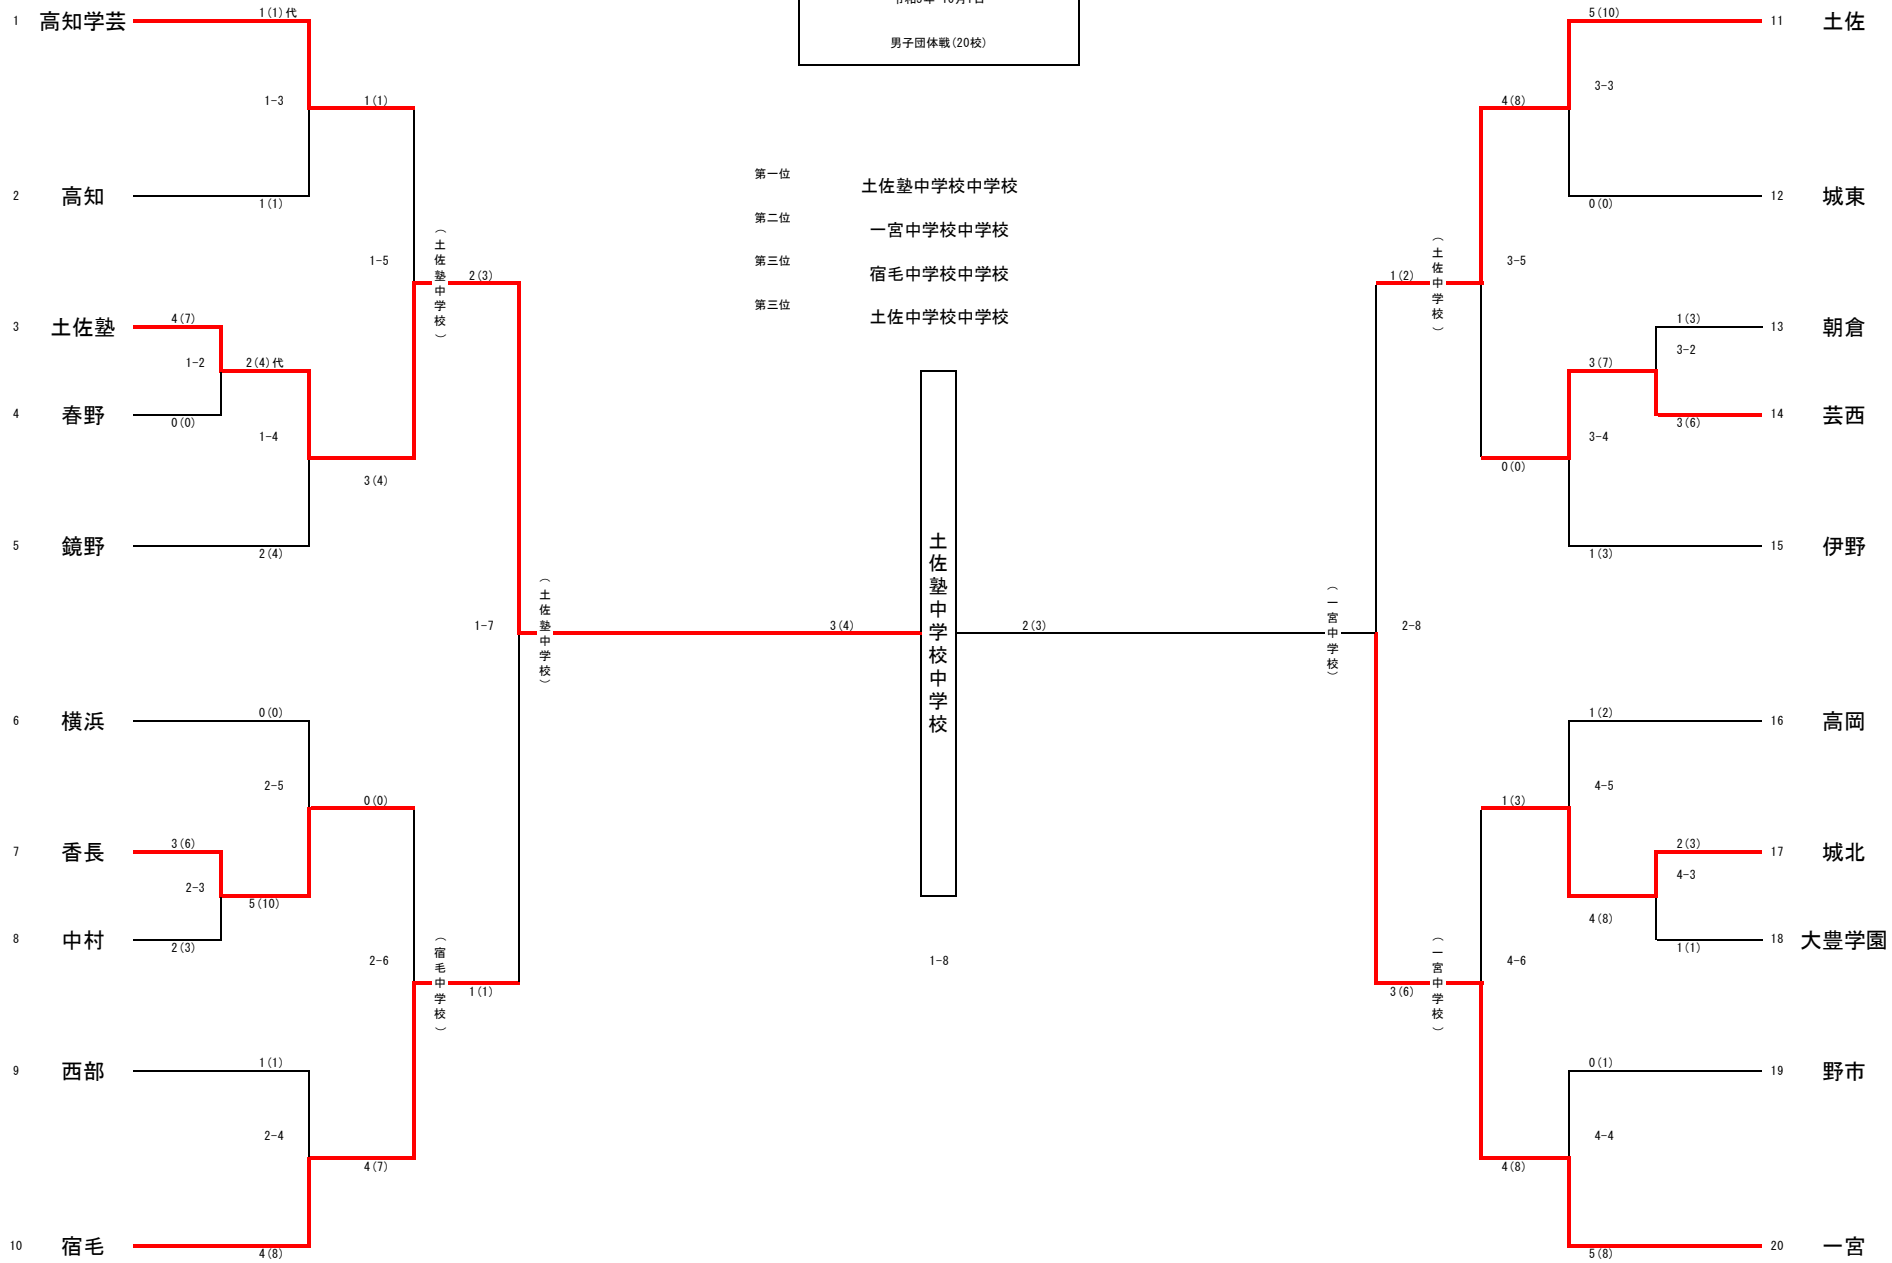 男子団体戦(20校)
第一位 土佐塾中学校中学校
第二位 一宮中学校中学校
第三位 宿毛中学校中学校
第三位 土佐中学校中学校
1 高知学芸 1(1)代
1-3
1(1)
2 高知 1(1)
1-5
(土佐塾中学校)
2(3)
3 土佐塾 4(7)
1-2
2(4)代
4 春野 0(0)
1-4
3(4)
5 鏡野 2(4)
1-7
(土佐塾中学校)
3(4)
6 横浜 0(0)
2-5
0(0)
7 香長 3(6)
2-3
5(10)
8 中村 2(3)
2-6
(宿毛中学校)
1(1)
9 西部 1(1)
2-4
4(7)
10 宿毛 4(8)
土佐塾中学校中学校
1-8
2(3)
(一宮中学校)
2-8
5(10) 11 土佐
3-3
4(8)
0(0) 12 城東
(土佐中学校)
1(2)
3-5
1(3) 13 朝倉
3-2
3(7)
3(6) 14 芸西
3-4
0(0)
1(3) 15 伊野
1(2) 16 高岡
4-5
1(3)
2(3) 17 城北
4-3
4(8)
1(1) 18 大豊学園
(一宮中学校)
3(6)
4-6
0(1) 19 野市
4-4
4(8)
5(8) 20 一宮